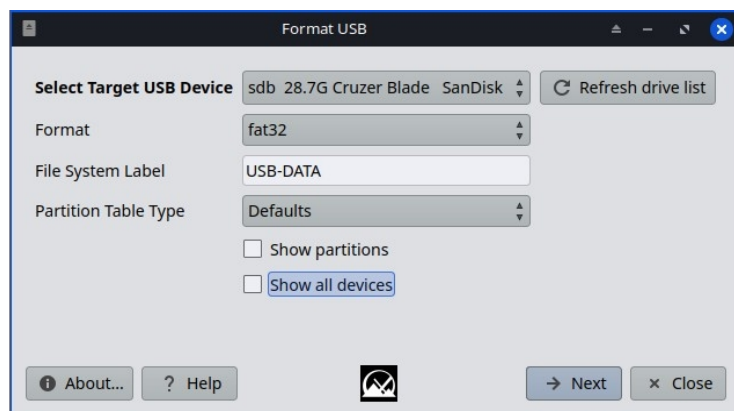 Format USB
Select Target USB Device sdb 28.7G Cruzer Blade SanDisk Refresh drive list
Format fat32
File System Label USB-DATA
Partition Table Type Defaults
Show partitions
Show all devices
About... ? Help Next Close